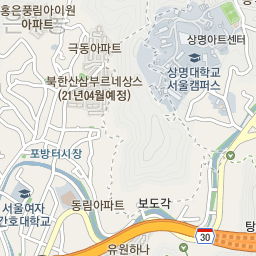 홍은풍림아이원
아파트
극동아파트
상명아트센터
북한산삼부르네상스
(21년04월예정)
상명대학교
서울캠퍼스
포방터시장
서울여자
간호대학교
동림아파트
보도각
30
탕
유원하나